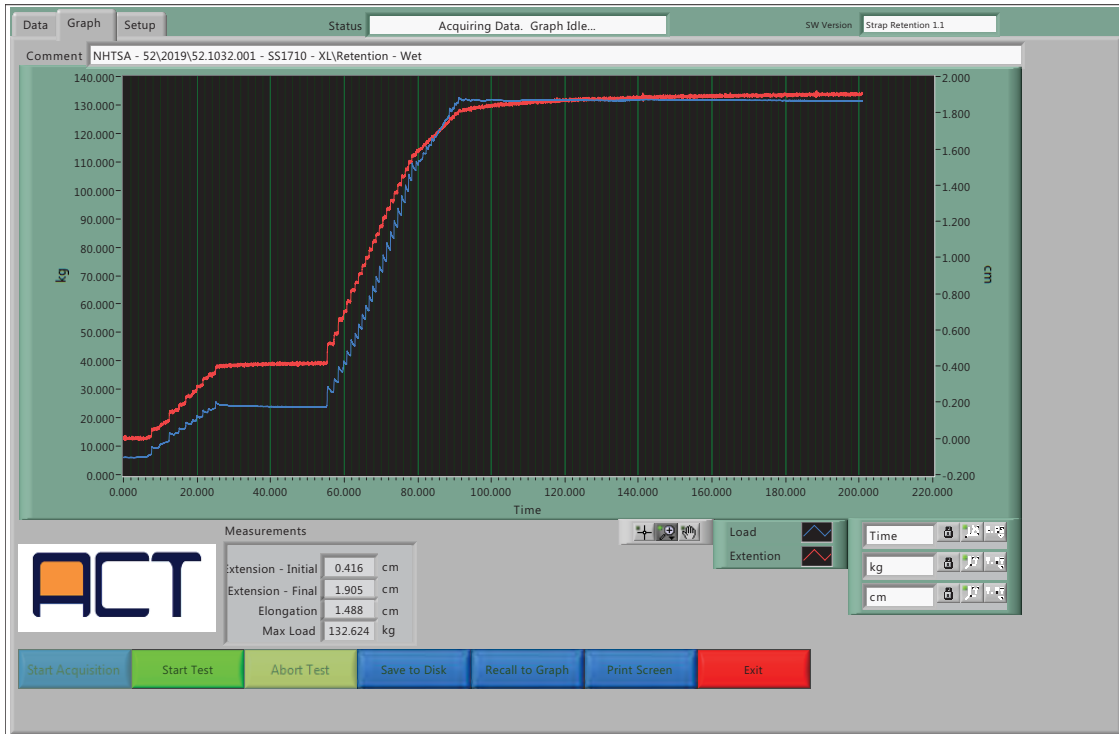 Data Graph Setup Status Acquiring Data. Graph Idle... SW Version Strap Retention 1.1
Comment NHTSA - 52\2019\52.1032.001 - SS1710 - XL\Retention - Wet
140.000 2.000
130.000
1.800
120.000
110.000 1.600
100.000 1.400
90.000 1.200
80.000
70.000 1.000
kg cm
60.000 0.800
50.000 0.600
40.000
0.400
30.000
20.000 0.200
10.000 0.000
0.000 -0.200
0.000 20.000 40.000 60.000 80.000 100.000 120.000 140.000 160.000 180.000 200.000 220.000
Time
Measurements
Load
Extention
Time
kg
cm
ACT
Extension - Initial 0.416 cm
Extension - Final 1.905 cm
Elongation 1.488 cm
Max Load 132.624 kg
Start Acquisition Start Test Abort Test Save to Disk Recall to Graph Print Screen Exit